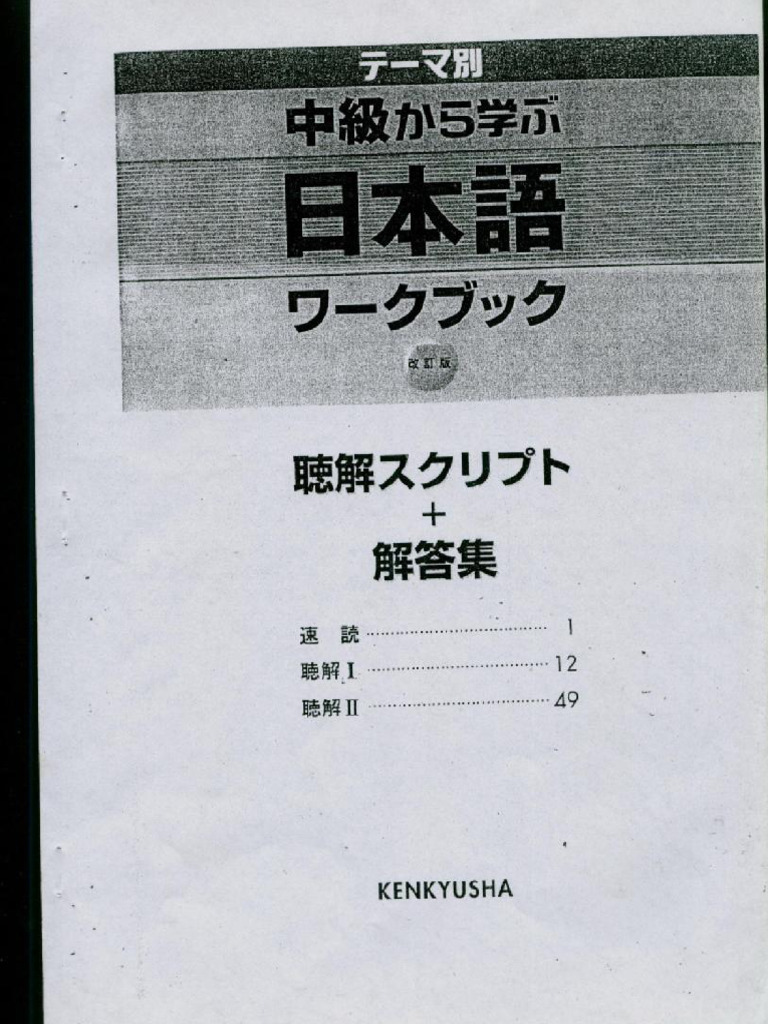 テーマ別
中級から学ぶ
日本語
ワークブック
改訂版
聴解スクリプト
+
解答集
速 読 1
聴解Ⅰ 12
聴解Ⅱ 49
KENKYUSHA